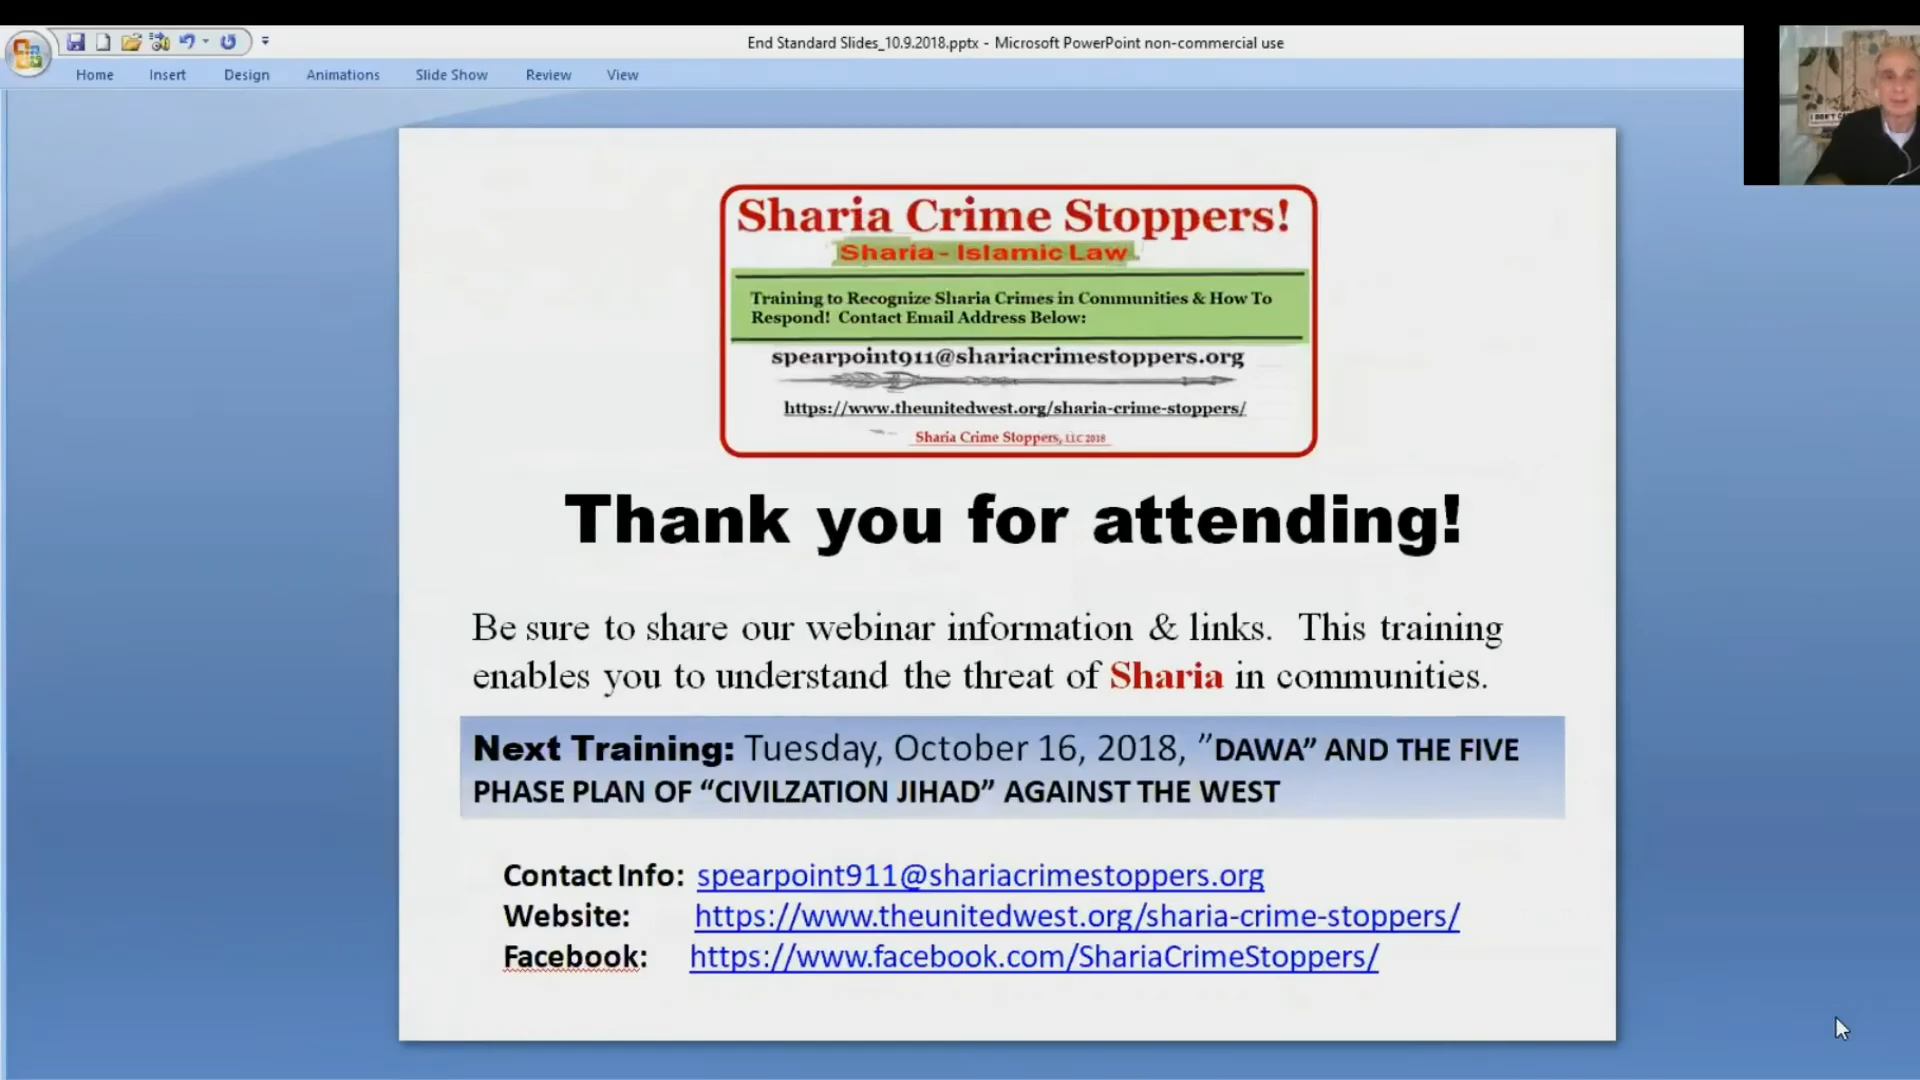 End Standard Slides_10.9.2018.pptx - Microsoft PowerPoint non-commercial use
Home Insert Design Animations Slide Show Review View
Sharia Crime Stoppers!
Sharia - Islamic Law
Training to Recognize Sharia Crimes in Communities & How To
Respond! Contact Email Address Below:
spearpoint911@shariacrimestoppers.org
https://www.theunitedwest.org/sharia-crime-stoppers/
Sharia Crime Stoppers, LLC 2018
Thank you for attending!
Be sure to share our webinar information & links. This training
enables you to understand the threat of Sharia in communities.
Next Training: Tuesday, October 16, 2018, ”DAWA” AND THE FIVE
PHASE PLAN OF “CIVILZATION JIHAD” AGAINST THE WEST
Contact Info: spearpoint911@shariacrimestoppers.org
Website: https://www.theunitedwest.org/sharia-crime-stoppers/
Facebook: https://www.facebook.com/ShariaCrimeStoppers/
I DON'T